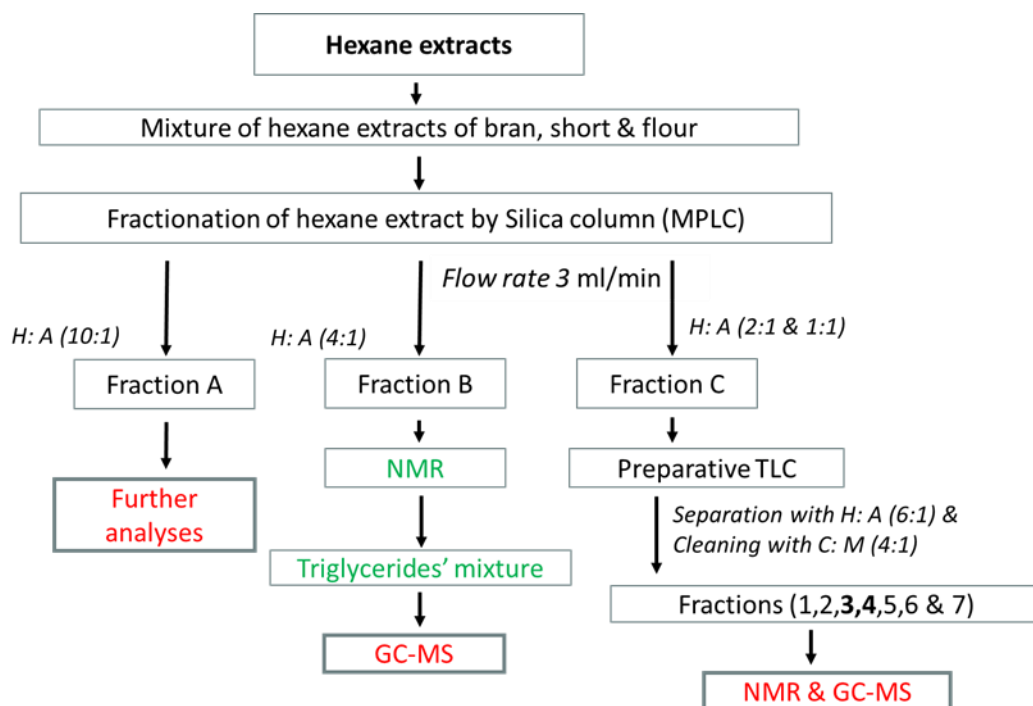 Hexane extracts
Mixture of hexane extracts of bran, short & flour
Fractionation of hexane extract by Silica column (MPLC)
Flow rate 3 ml/min
H: A (10:1)
H: A (4:1)
H: A (2:1 & 1:1)
Fraction A
Fraction B
Fraction C
NMR
Preparative TLC
Further
analyses
Separation with H: A (6:1) &
Cleaning with C: M (4:1)
Triglycerides’ mixture
Fractions (1,2,3,4,5,6 & 7)
GC-MS
NMR & GC-MS